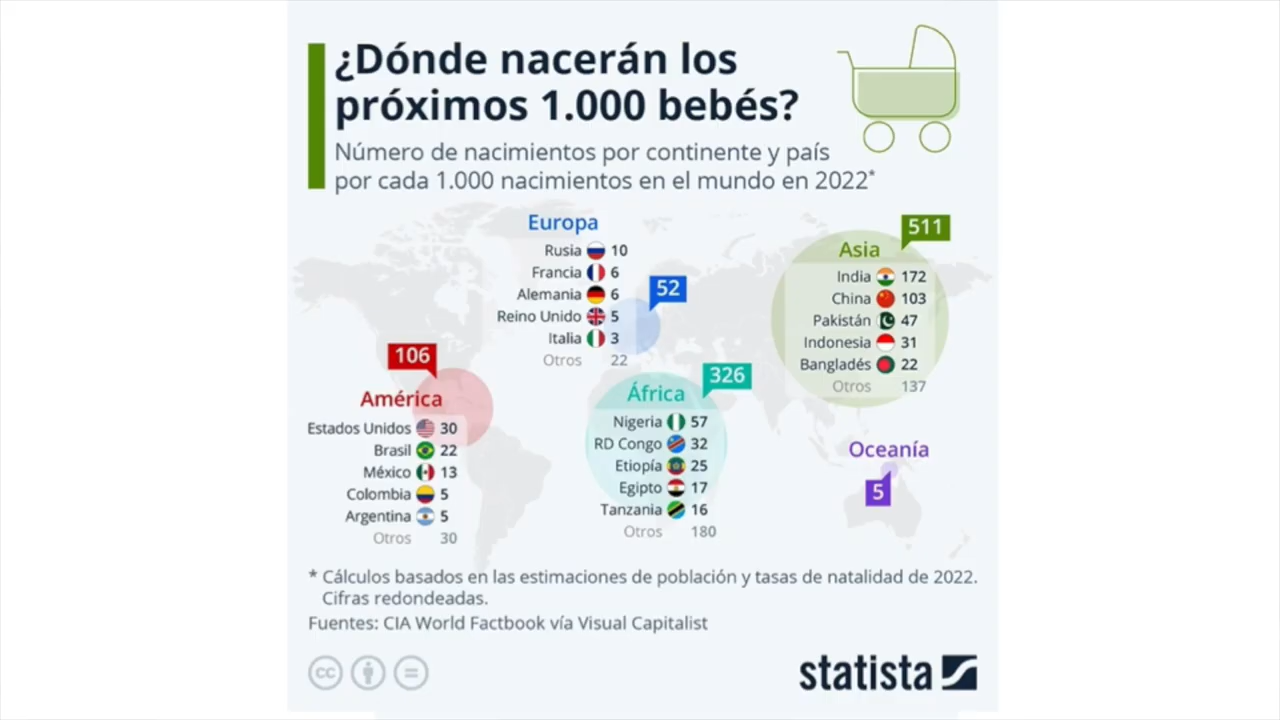 ¿Dónde nacerán los
próximos 1.000 bebés?
Número de nacimientos por continente y país
por cada 1.000 nacimientos en el mundo en 2022*
Europa
52
Rusia 10
Francia 6
Alemania 6
Reino Unido 5
Italia 3
Otros 22
511
Asia
India 172
China 103
Pakistán 47
Indonesia 31
Bangladés 22
Otros 137
106
América
Estados Unidos 30
Brasil 22
México 13
Colombia 5
Argentina 5
Otros 30
326
África
Nigeria 57
RD Congo 32
Etiopía 25
Egipto 17
Tanzania 16
Otros 180
Oceanía
5
* Cálculos basados en las estimaciones de población y tasas de natalidad de 2022.
Cifras redondeadas.
Fuentes: CIA World Factbook vía Visual Capitalist
cc
statista